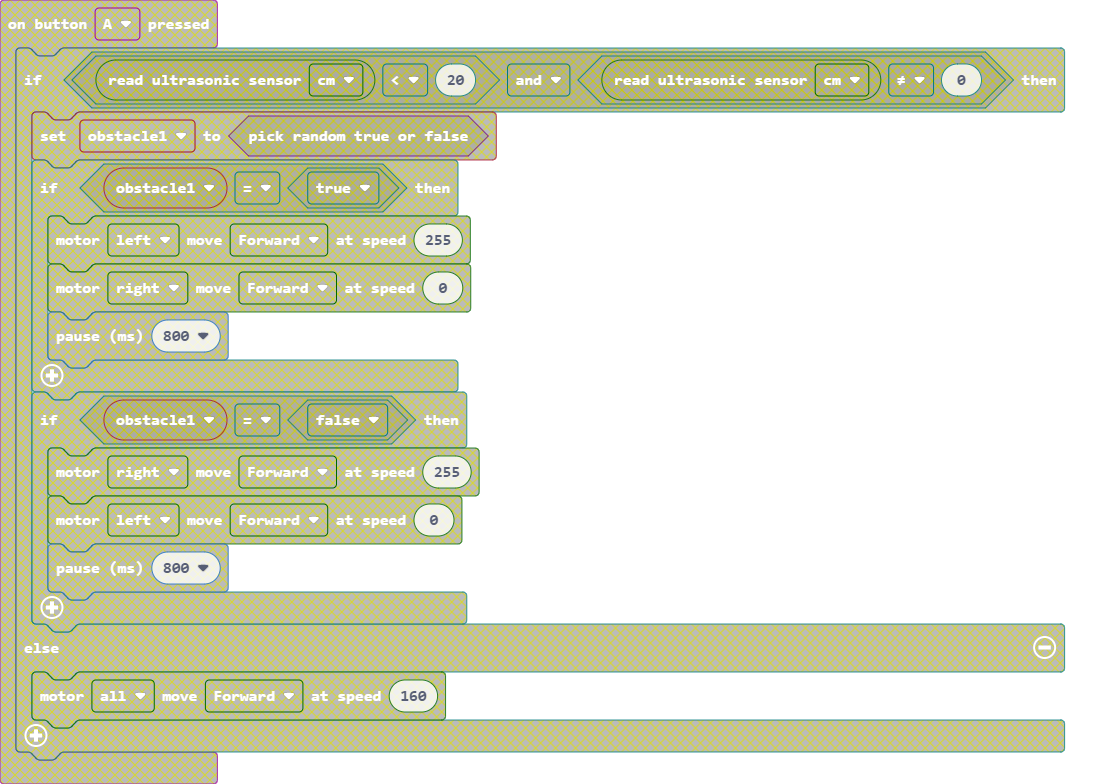 on button A pressed
if read ultrasonic sensor cm < 20 and read ultrasonic sensor cm ≠ 0 then
set obstacle1 to pick random true or false
if obstacle1 = true then
motor left move Forward at speed 255
motor right move Forward at speed 0
pause (ms) 800
if obstacle1 = false then
motor right move Forward at speed 255
motor left move Forward at speed 0
pause (ms) 800
else
motor all move Forward at speed 160